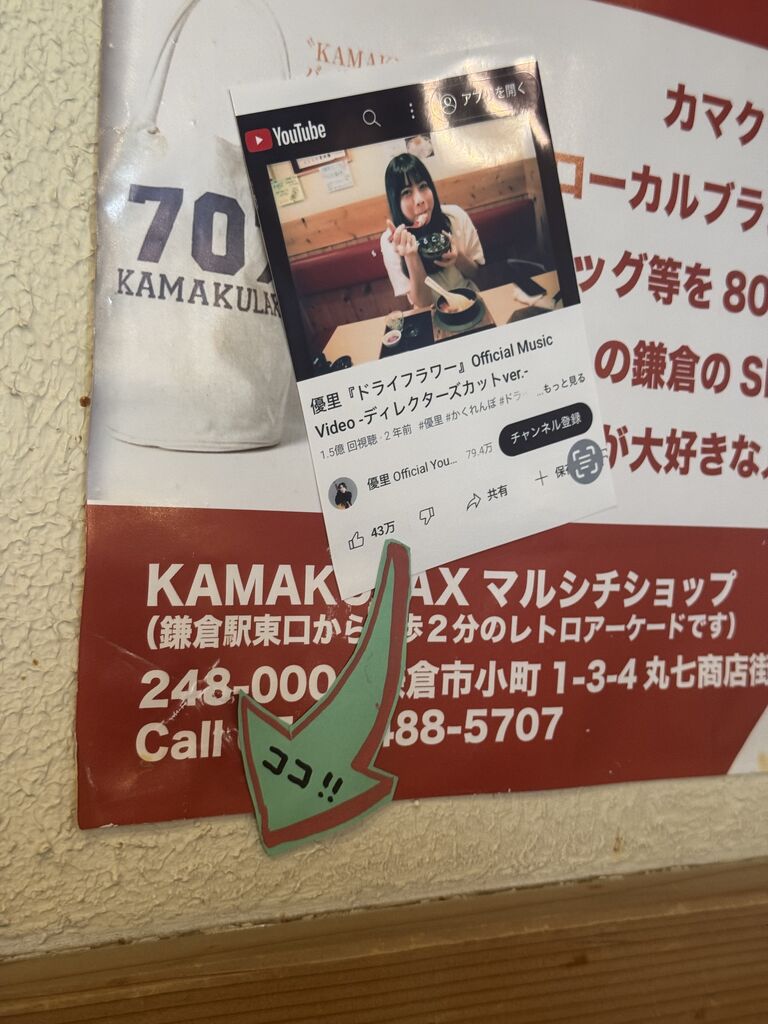 "KAMAK
YouTube
アプリを開く
カマク
ローカルブラ
ッグ等を 80
の鎌倉の S
が大好きな
70%
KAMAKULA
優里『ドライフラワー』Official Music
Video -ディレクターズカットver.-
1.5億 回視聴・2 年前 #優里 #かくれんぼ #ドラ …もっと見る
優里 Official You… 79.4万 チャンネル登録
43万 共有 保存
KAMAKU AX マルシチショップ
(鎌倉駅東口から 歩2分のレトロアーケードです)
248-000 倉市小町 1-3-4 丸七商店街
Call 488-5707
ココ!!